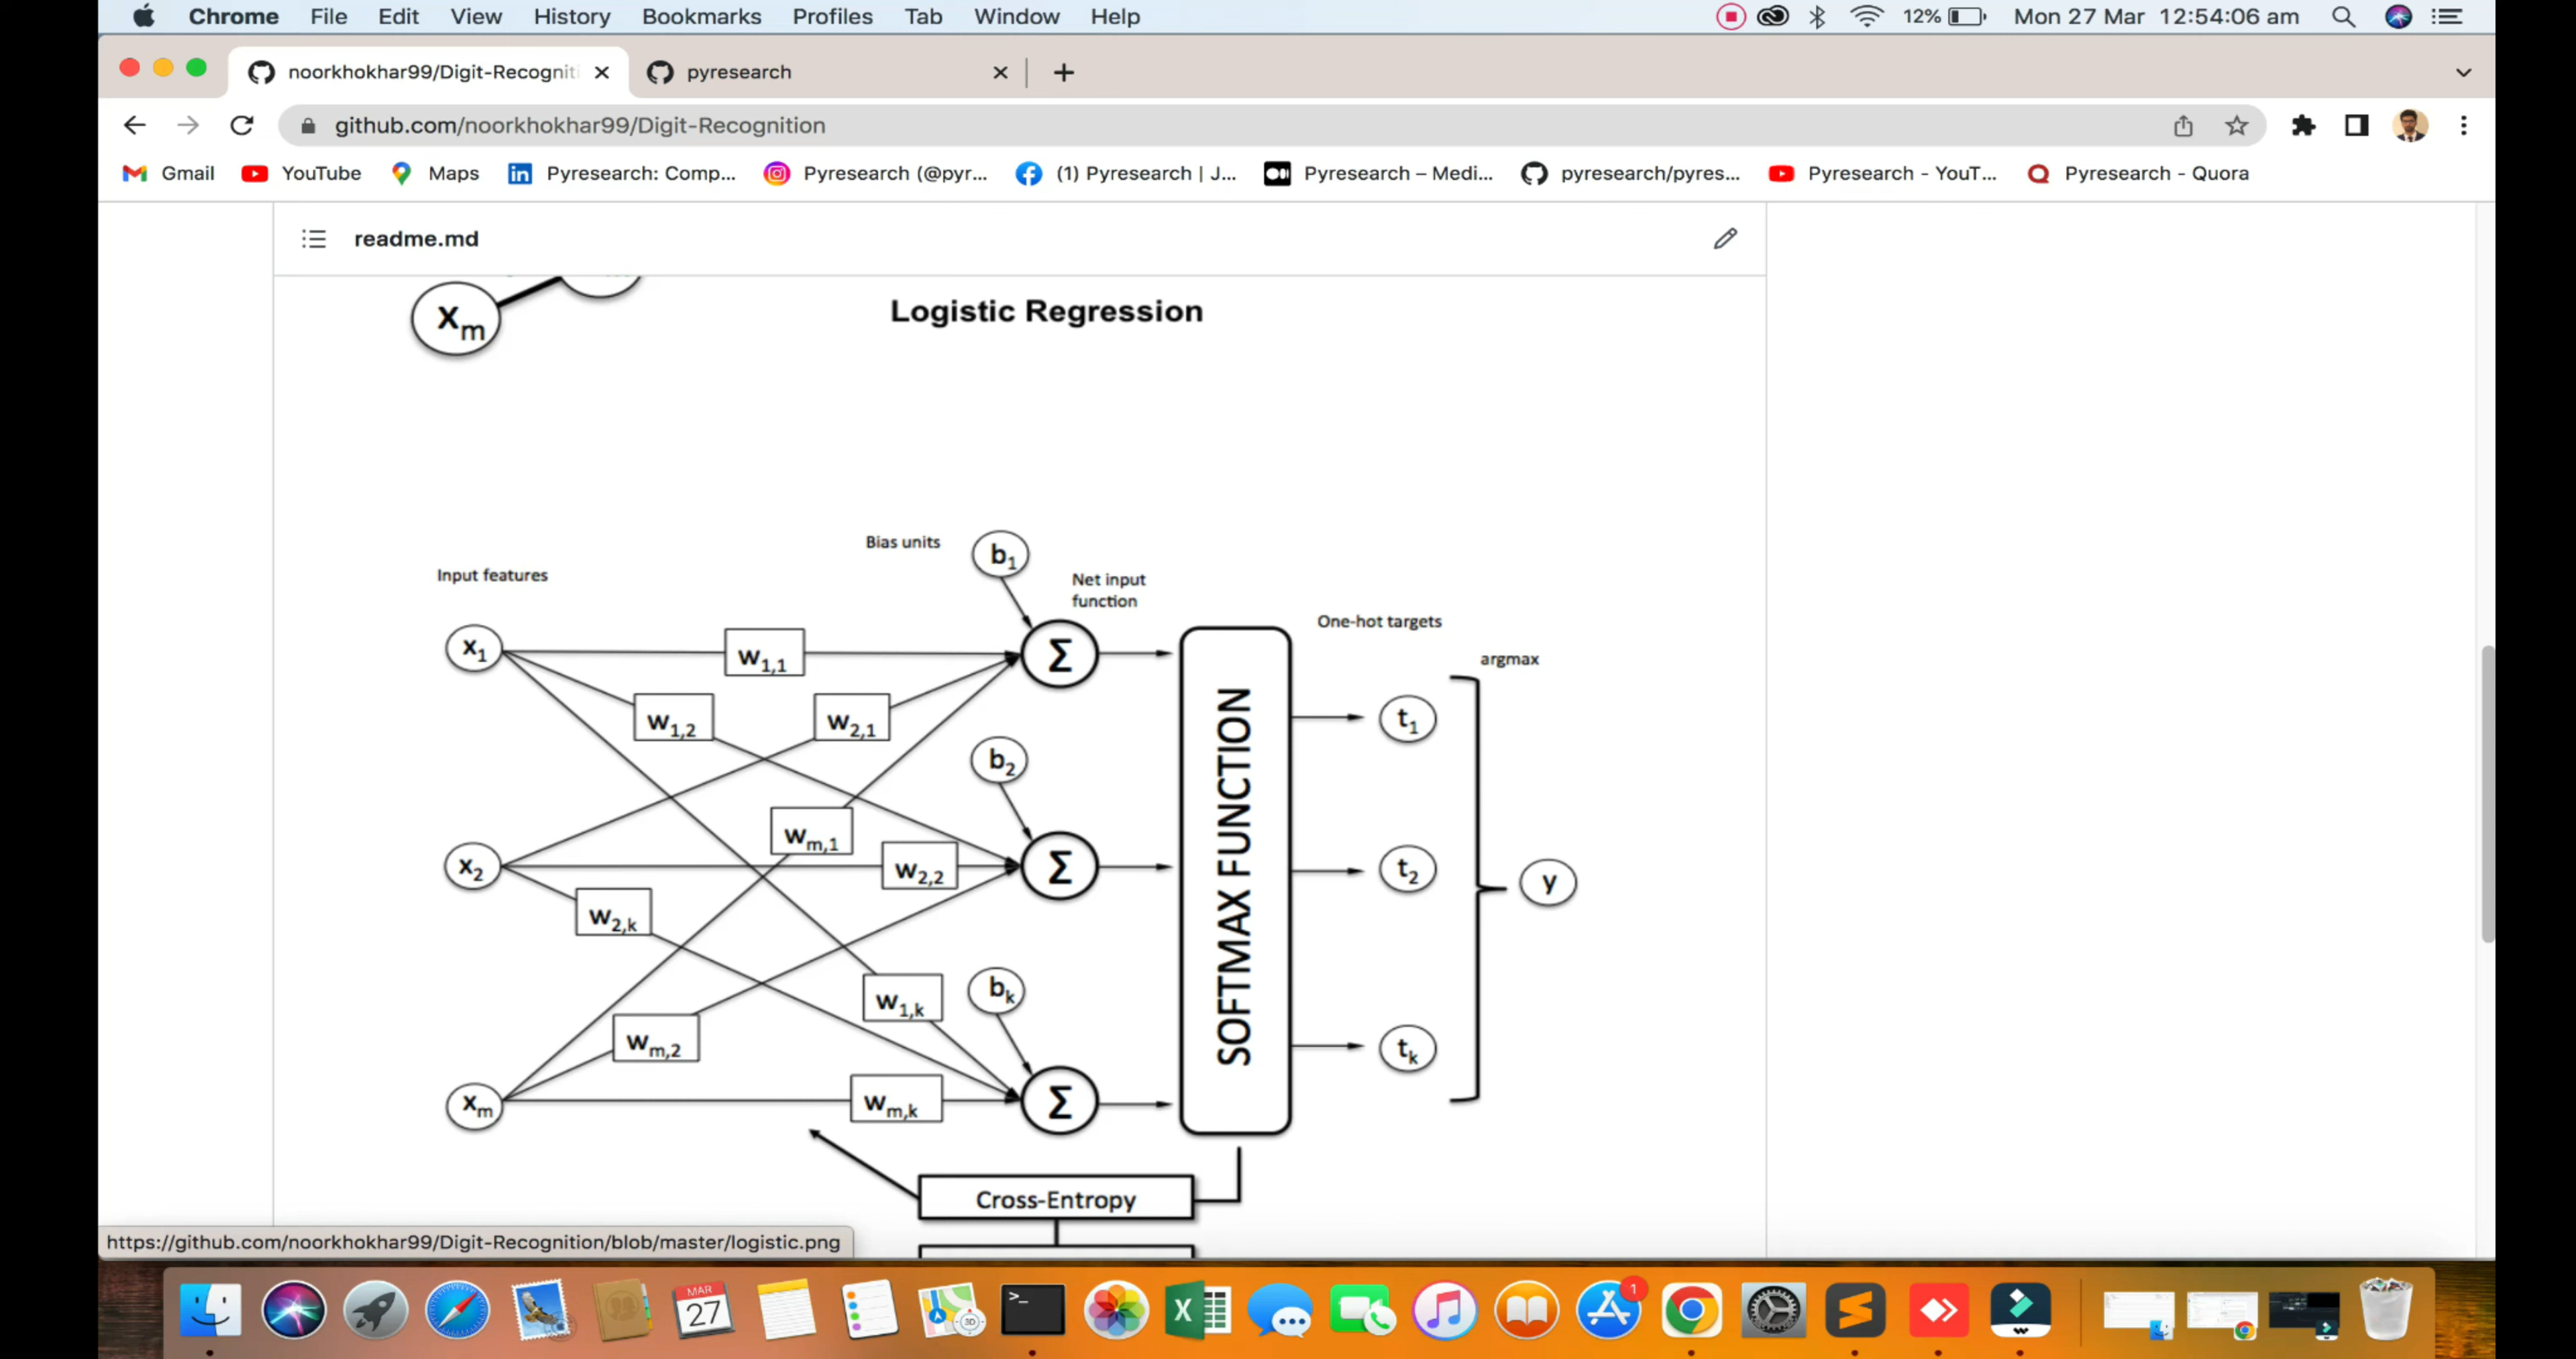 Chrome File Edit View History Bookmarks Profiles Tab Window Help 12% Mon 27 Mar 12:54:06 am
noorkhokhar99/Digit-Recogniti pyresearch
github.com/noorkhokhar99/Digit-Recognition
Gmail YouTube Maps Pyresearch: Comp... Pyresearch (@pyr... (1) Pyresearch | J... Pyresearch – Medi... pyresearch/pyres... Pyresearch - YouT... Pyresearch - Quora
readme.md
Xm
Logistic Regression
Bias units b1
Input features
Net input
function
One-hot targets
argmax
x1 w1,1 Σ
w1,2 w2,1 t1
b2
wm,1
x2 w2,2 Σ t2 y
w2,k
SOFTMAX FUNCTION
w1,k bk
wm,2 tk
xm wm,k Σ
Cross-Entropy
https://github.com/noorkhokhar99/Digit-Recognition/blob/master/logistic.png
MAR
27
3D
1